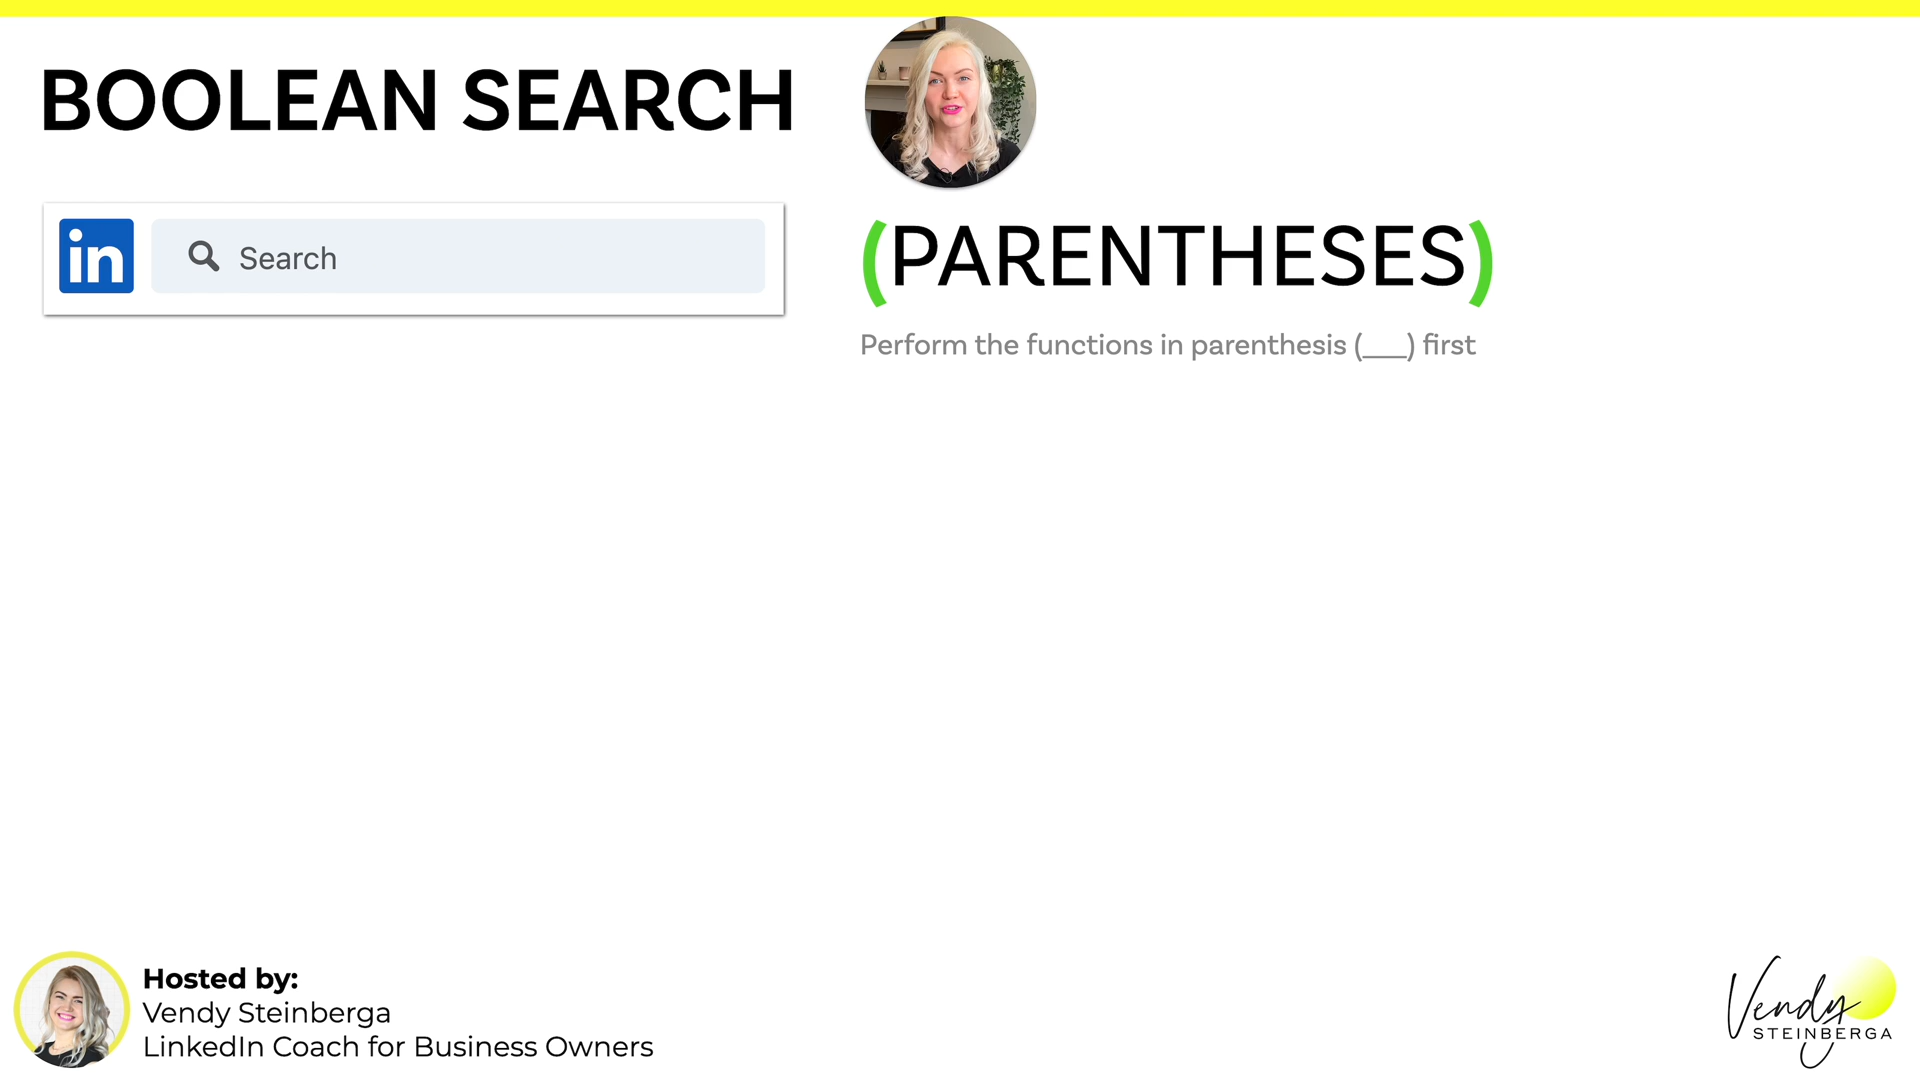 BOOLEAN SEARCH
in
Search
(PARENTHESES)
Perform the functions in parenthesis (___) first
Hosted by:
Vendy Steinberga
LinkedIn Coach for Business Owners
Vendy
STEINBERGA